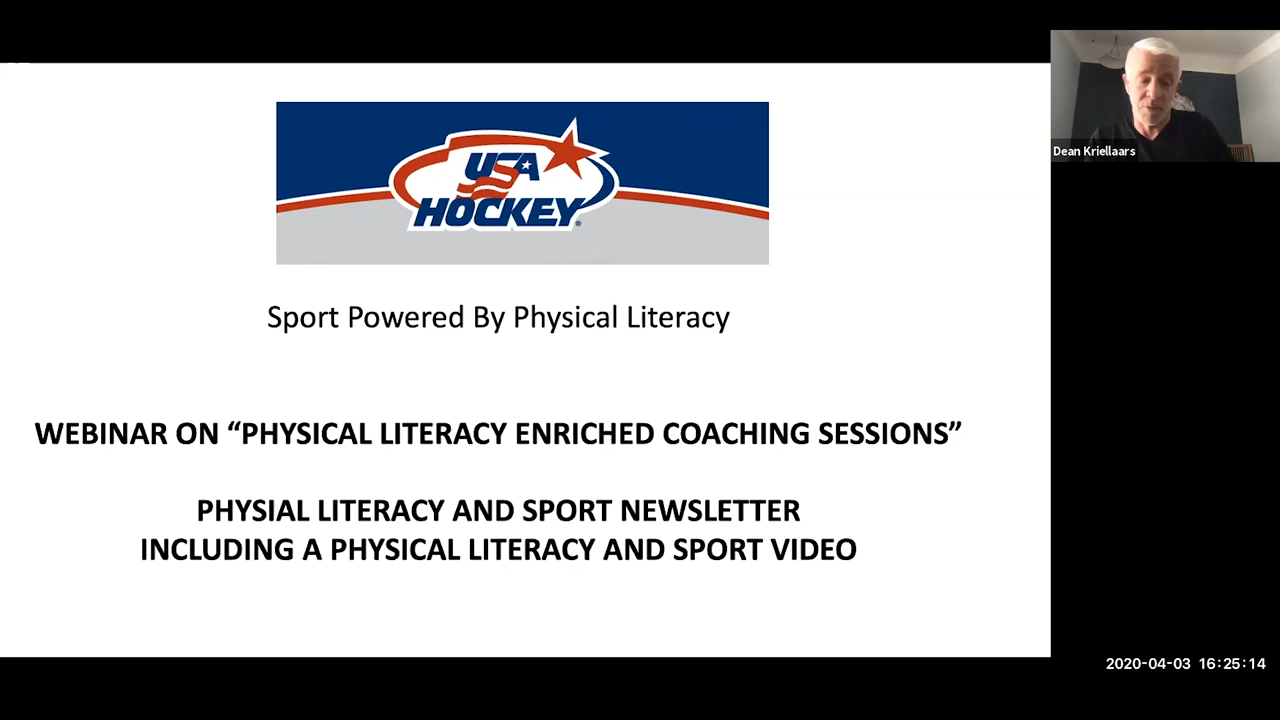 USA
HOCKEY
Sport Powered By Physical Literacy
WEBINAR ON “PHYSICAL LITERACY ENRICHED COACHING SESSIONS”
PHYSIAL LITERACY AND SPORT NEWSLETTER
INCLUDING A PHYSICAL LITERACY AND SPORT VIDEO
Dean Kriellaars
2020-04-03 16:25:14